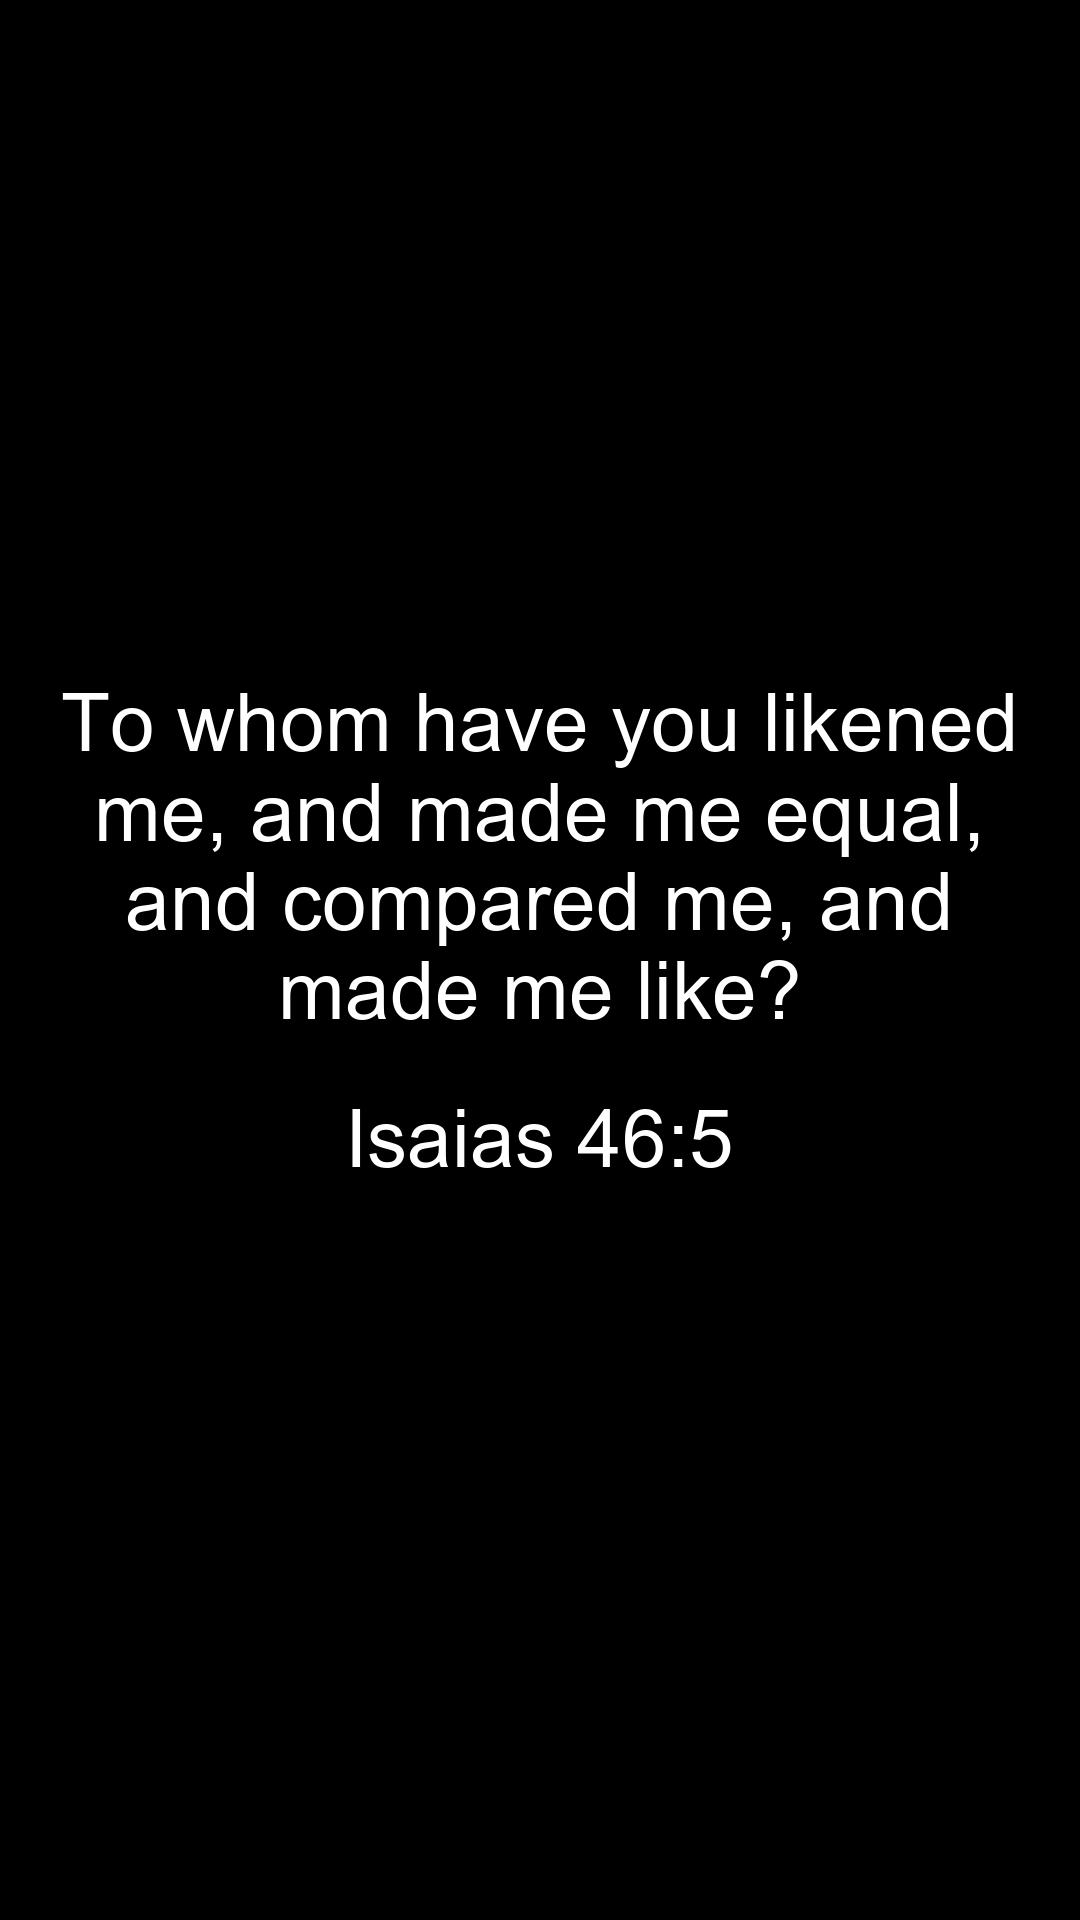 To whom have you likened
me, and made me equal,
and compared me, and
made me like?
Isaias 46:5